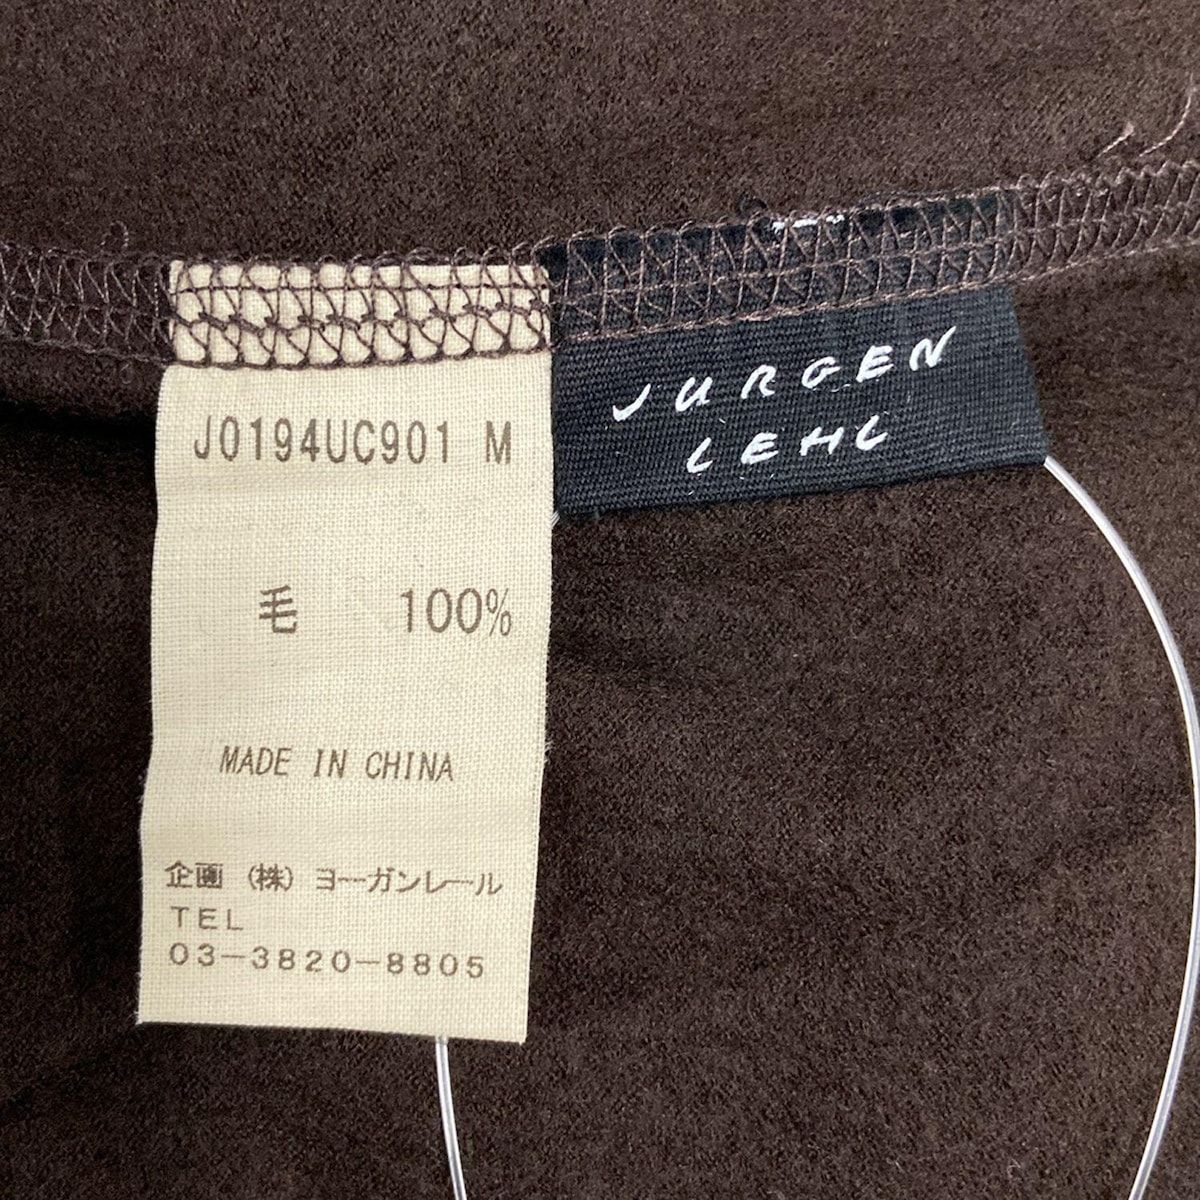 J0194UC901 M
毛 100%
MADE IN CHINA
企画 (株) ヨーガンレール
TEL
03-3820-8805
JURGEN
LEHL